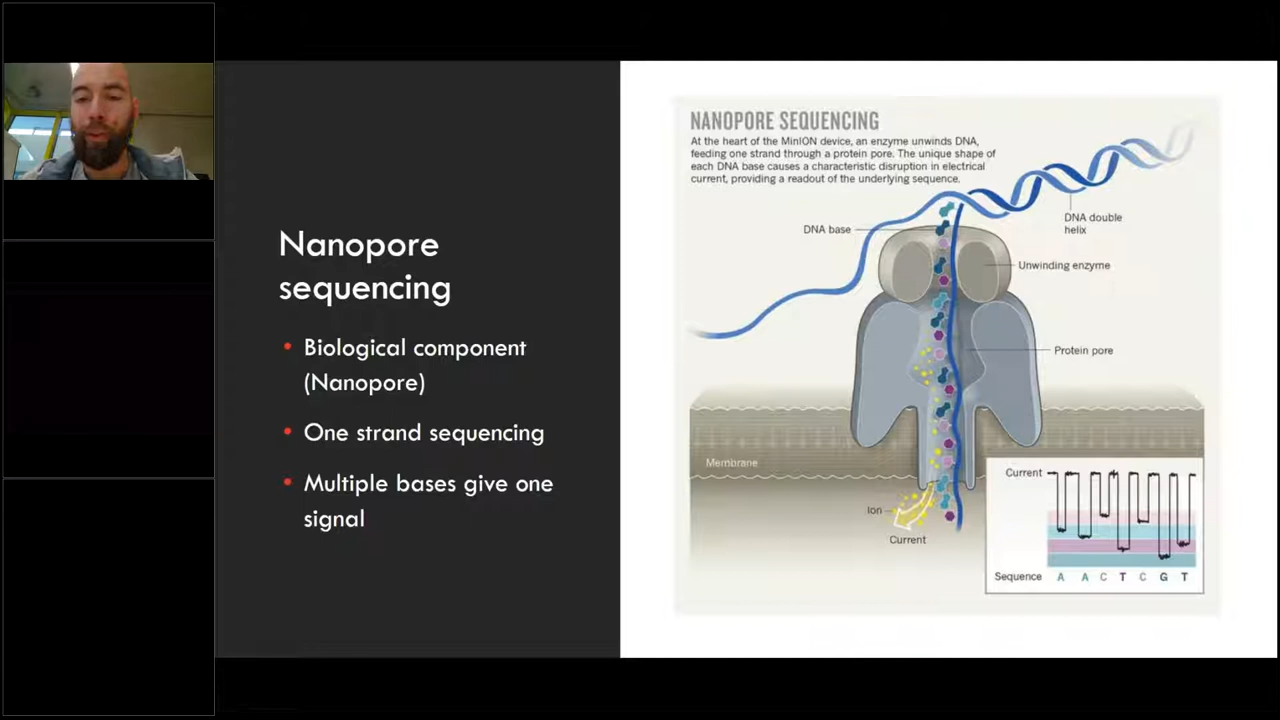 Nanopore
sequencing
• Biological component
(Nanopore)
• One strand sequencing
• Multiple bases give one
signal
NANOPORE SEQUENCING
At the heart of the MinION device, an enzyme unwinds DNA,
feeding one strand through a protein pore. The unique shape of
each DNA base causes a characteristic disruption in electrical
current, providing a readout of the underlying sequence.
DNA base
DNA double
helix
Unwinding enzyme
Protein pore
Membrane
Ion
Current
Current
Sequence A A C T C G T